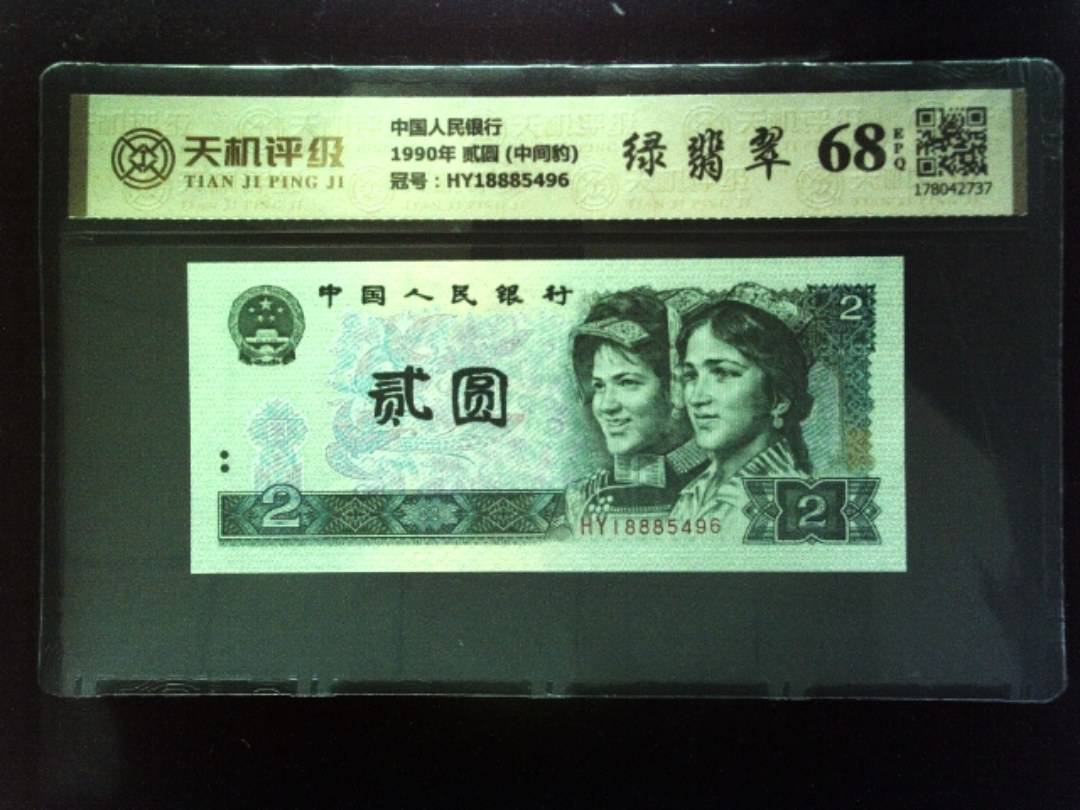 天机评级
TIAN JI PING JI
中国人民银行
1990年 贰圆 (中间豹)
冠号：HY18885496
绿翡翠
68
EPQ
178042737
中国人民银行
2
贰圆
2
HY18885496
2